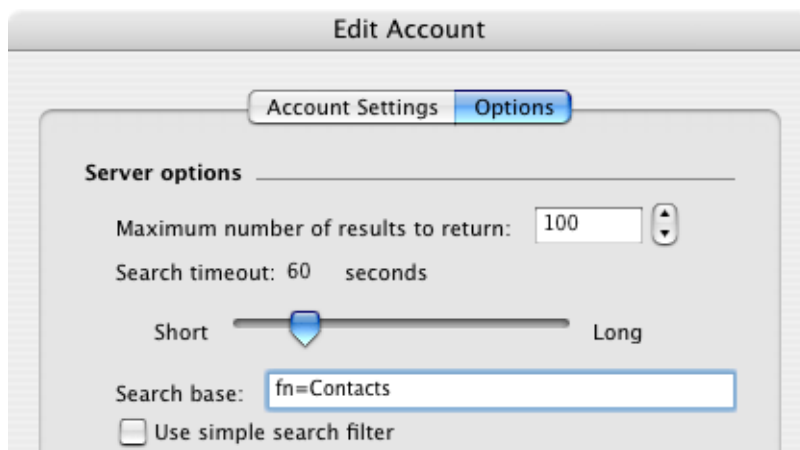 Edit Account
Account Settings Options
Server options
Maximum number of results to return: 100
Search timeout: 60 seconds
Short Long
Search base: fn=Contacts
Use simple search filter